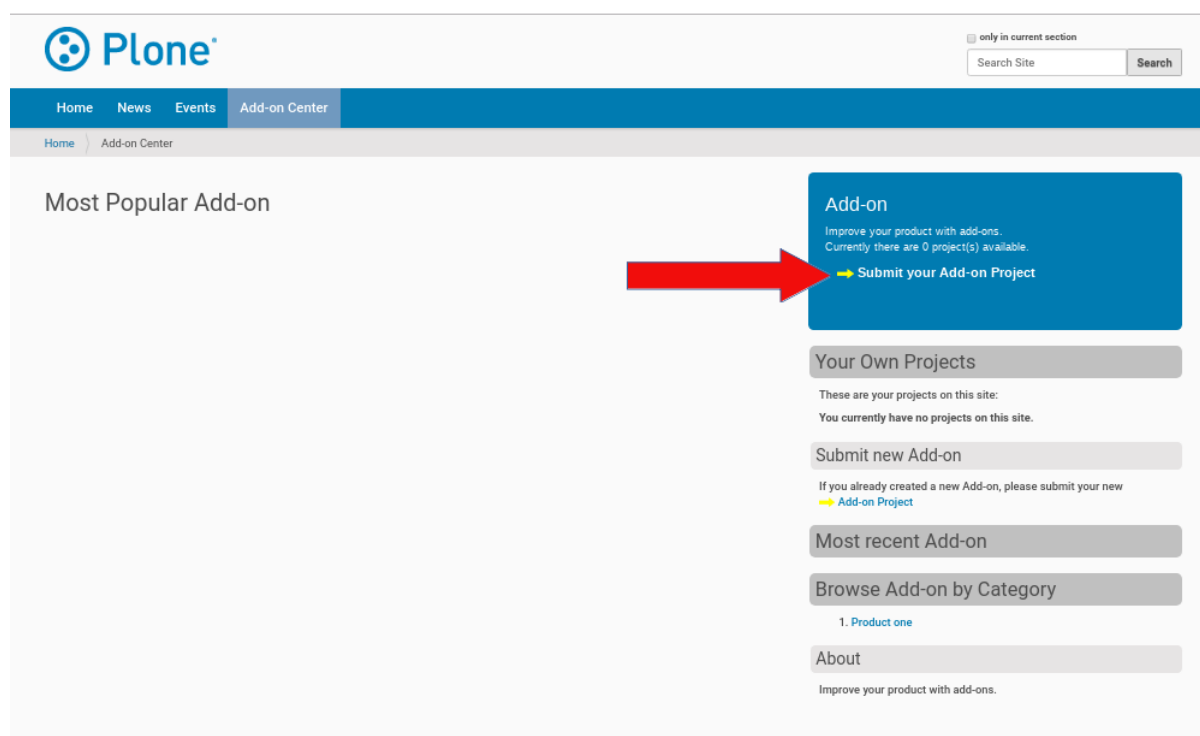 Plone®
only in current section
Search Site
Search
Home News Events Add-on Center
Home Add-on Center
Most Popular Add-on
Add-on
Improve your product with add-ons.
Currently there are 0 project(s) available.
Submit your Add-on Project
Your Own Projects
These are your projects on this site:
You currently have no projects on this site.
Submit new Add-on
If you already created a new Add-on, please submit your new
Add-on Project
Most recent Add-on
Browse Add-on by Category
1. Product one
About
Improve your product with add-ons.